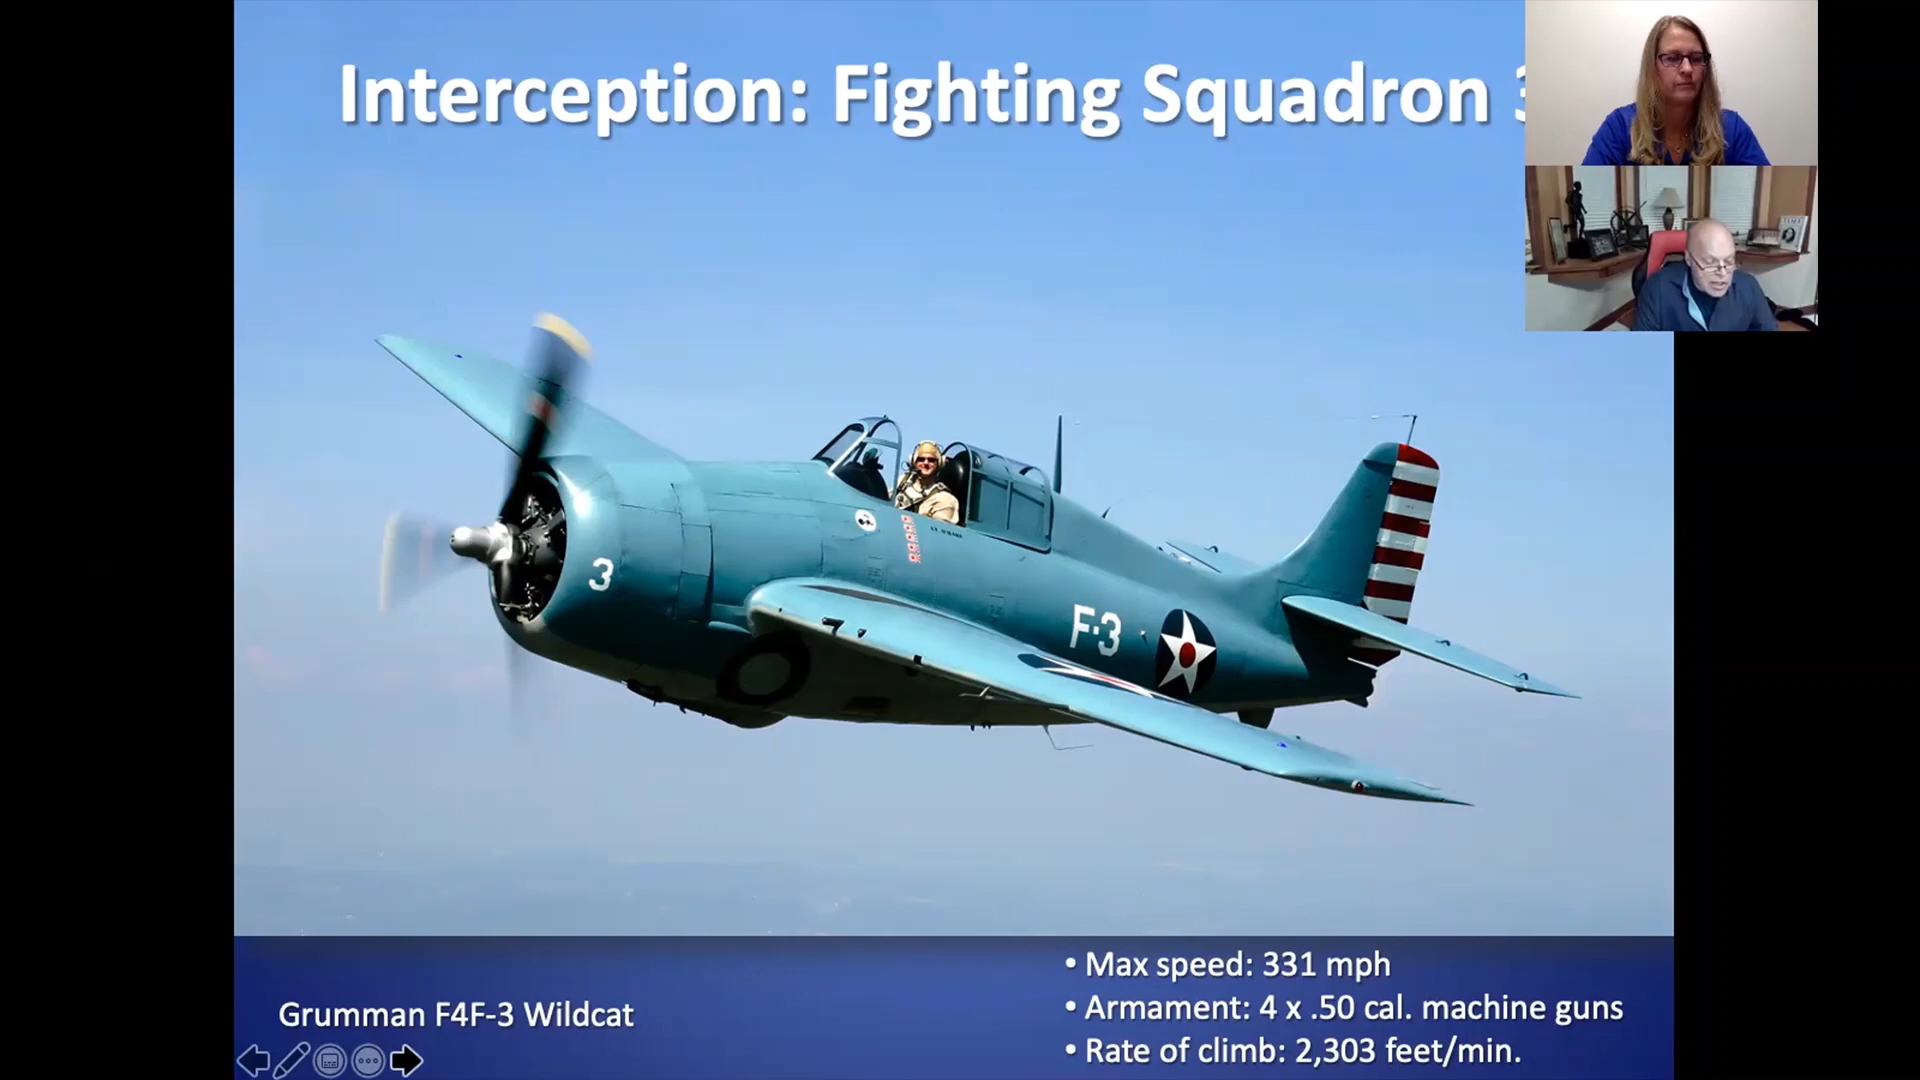 Interception: Fighting Squadron 3
3
F-3
TIME
Grumman F4F-3 Wildcat
• Max speed: 331 mph
• Armament: 4 x .50 cal. machine guns
• Rate of climb: 2,303 feet/min.